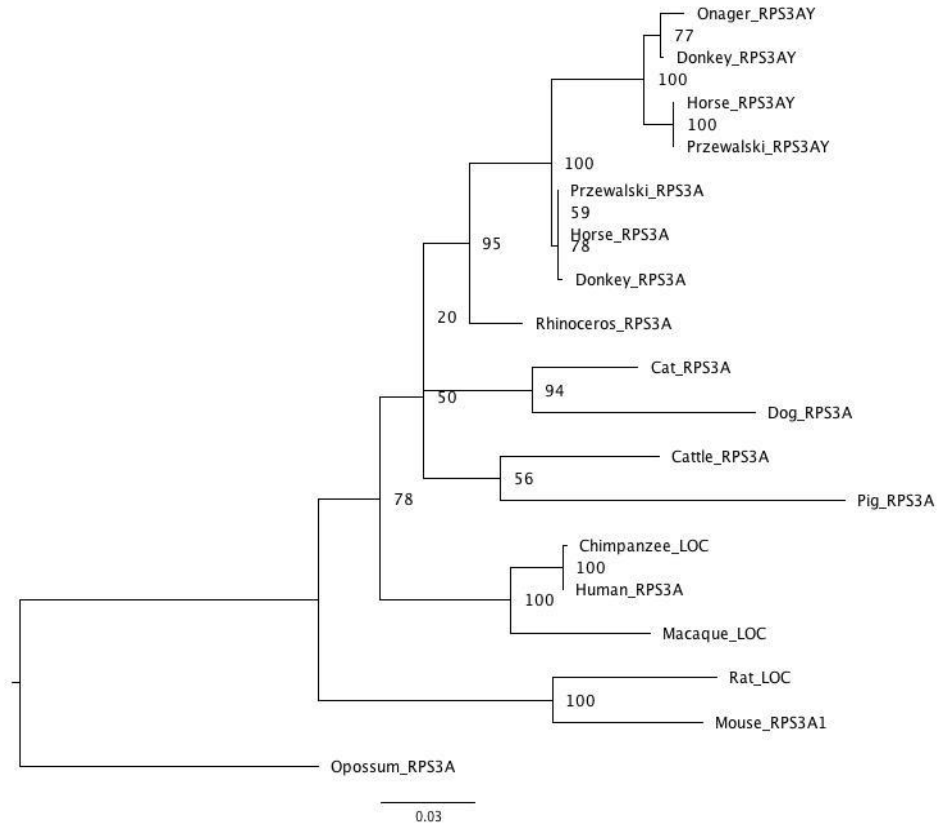 Onager_RPS3AY
77
Donkey_RPS3AY
100
Horse_RPS3AY
100
Przewalski_RPS3AY
100
Przewalski_RPS3A
59
Horse_RPS3A
78
95
Donkey_RPS3A
20
Rhinoceros_RPS3A
Cat_RPS3A
94
50
Dog_RPS3A
Cattle_RPS3A
56
78
Pig_RPS3A
Chimpanzee_LOC
100
Human_RPS3A
100
Macaque_LOC
Rat_LOC
100
Mouse_RPS3A1
Opossum_RPS3A
0.03